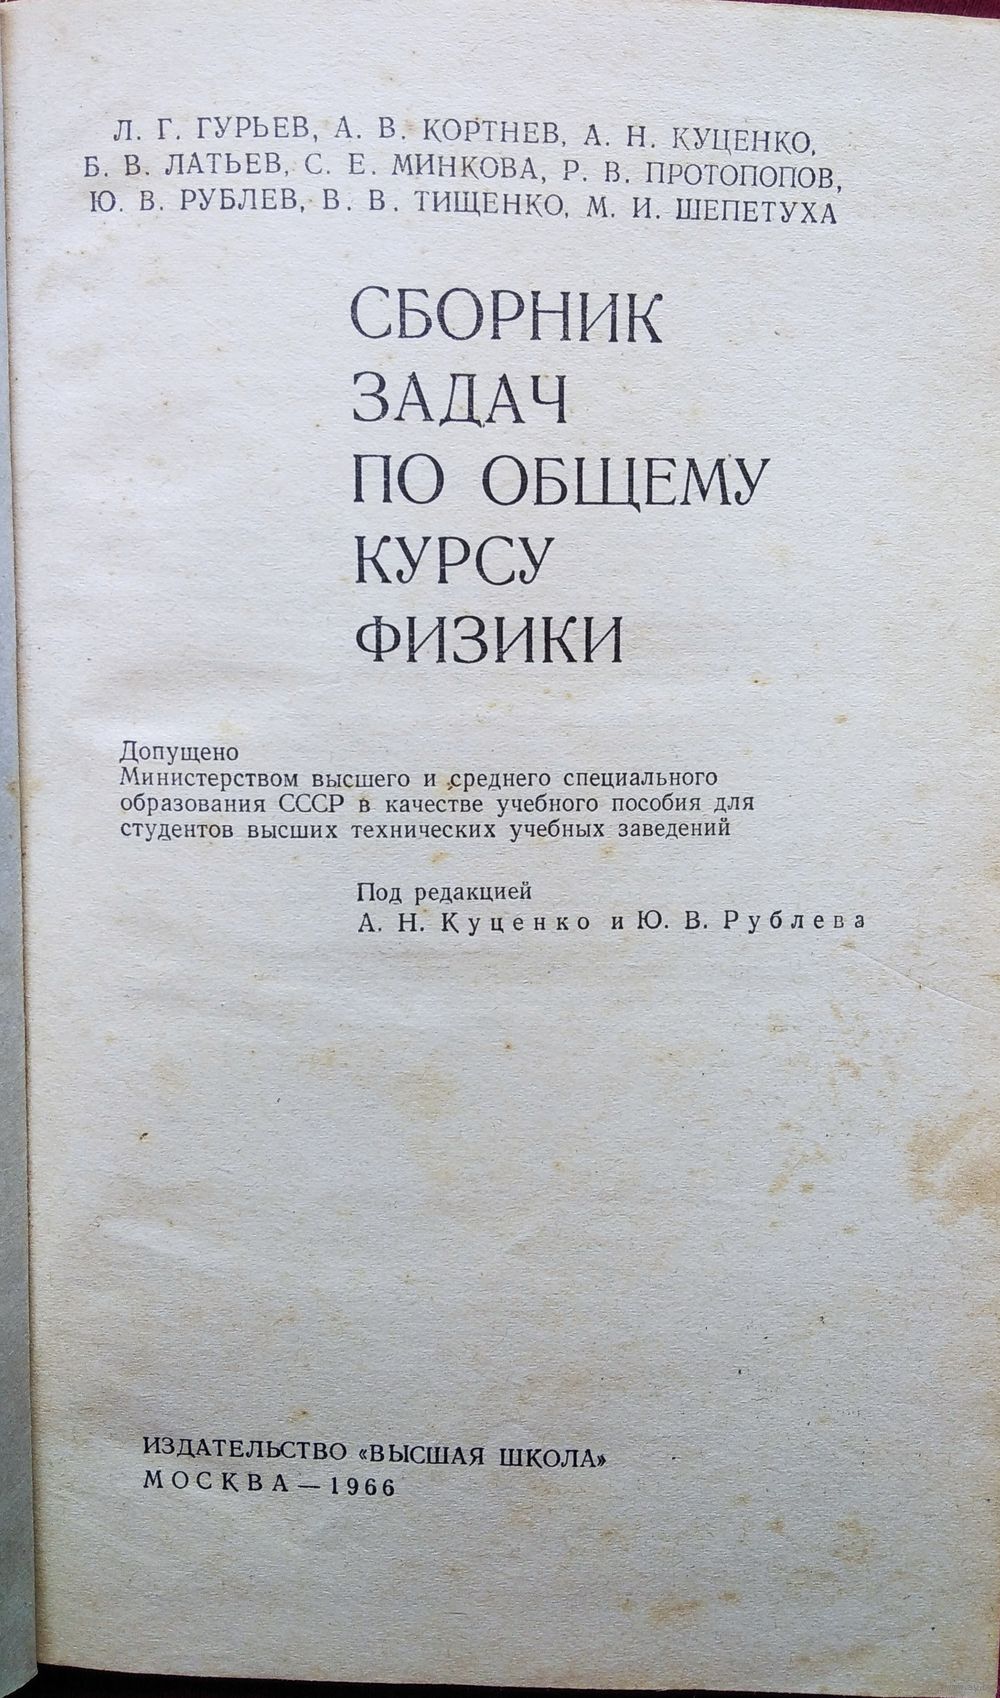 Л. Г. ГУРЬЕВ, А. В. КОРТНЕВ, А. Н. КУЦЕНКО,
Б. В. ЛАТЬЕВ, С. Е. МИНКОВА, Р. В. ПРОТОПОПОВ,
Ю. В. РУБЛЕВ, В. В. ТИЩЕНКО, М. И. ШЕПЕТУХА
СБОРНИК
ЗАДАЧ
ПО ОБЩЕМУ
КУРСУ
ФИЗИКИ
Допущено
Министерством высшего и среднего специального
образования СССР в качестве учебного пособия для
студентов высших технических учебных заведений
Под редакцией
А. Н. Куценко и Ю. В. Рублева
ИЗДАТЕЛЬСТВО «ВЫСШАЯ ШКОЛА»
МОСКВА — 1966